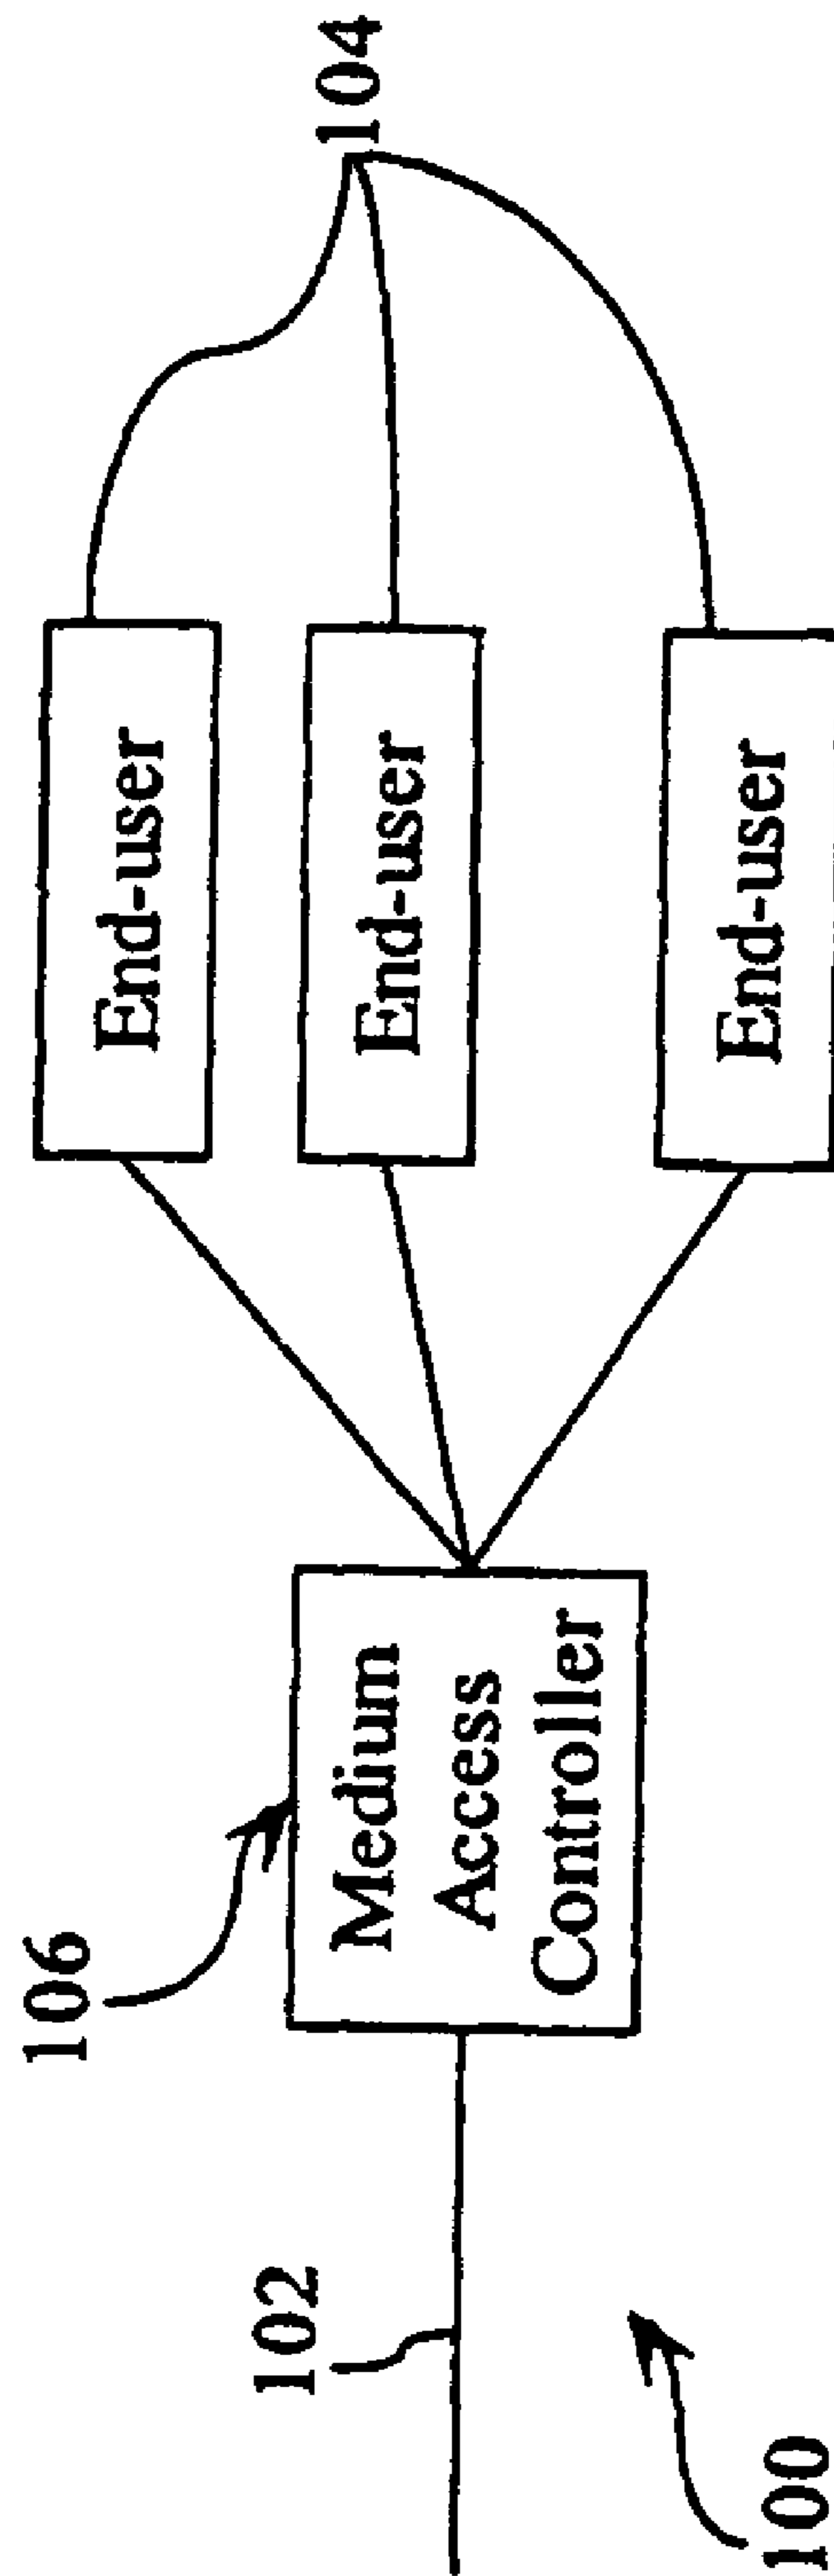 104
End-user
End-user
End-user
106
Medium
Access
Controller
102
100